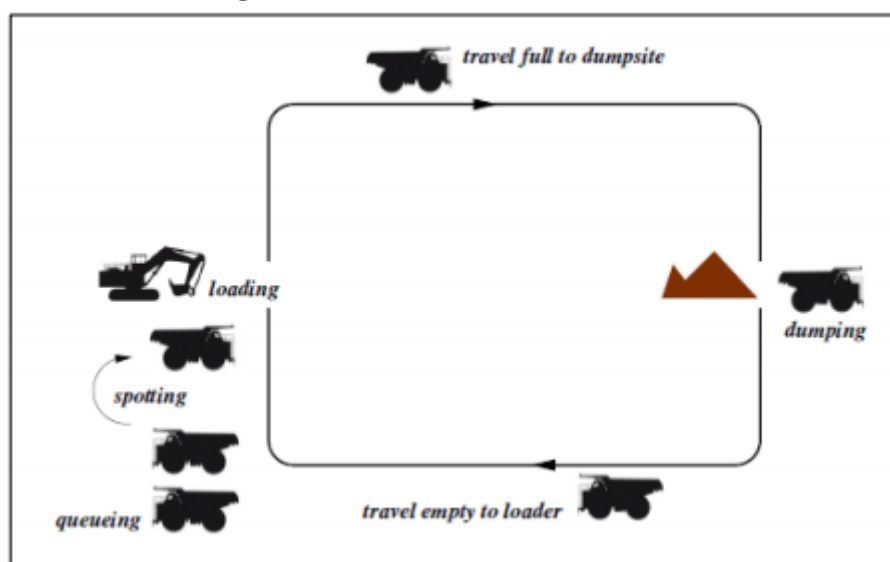 travel full to dumpsite
loading
dumping
spotting
queueing
travel empty to loader